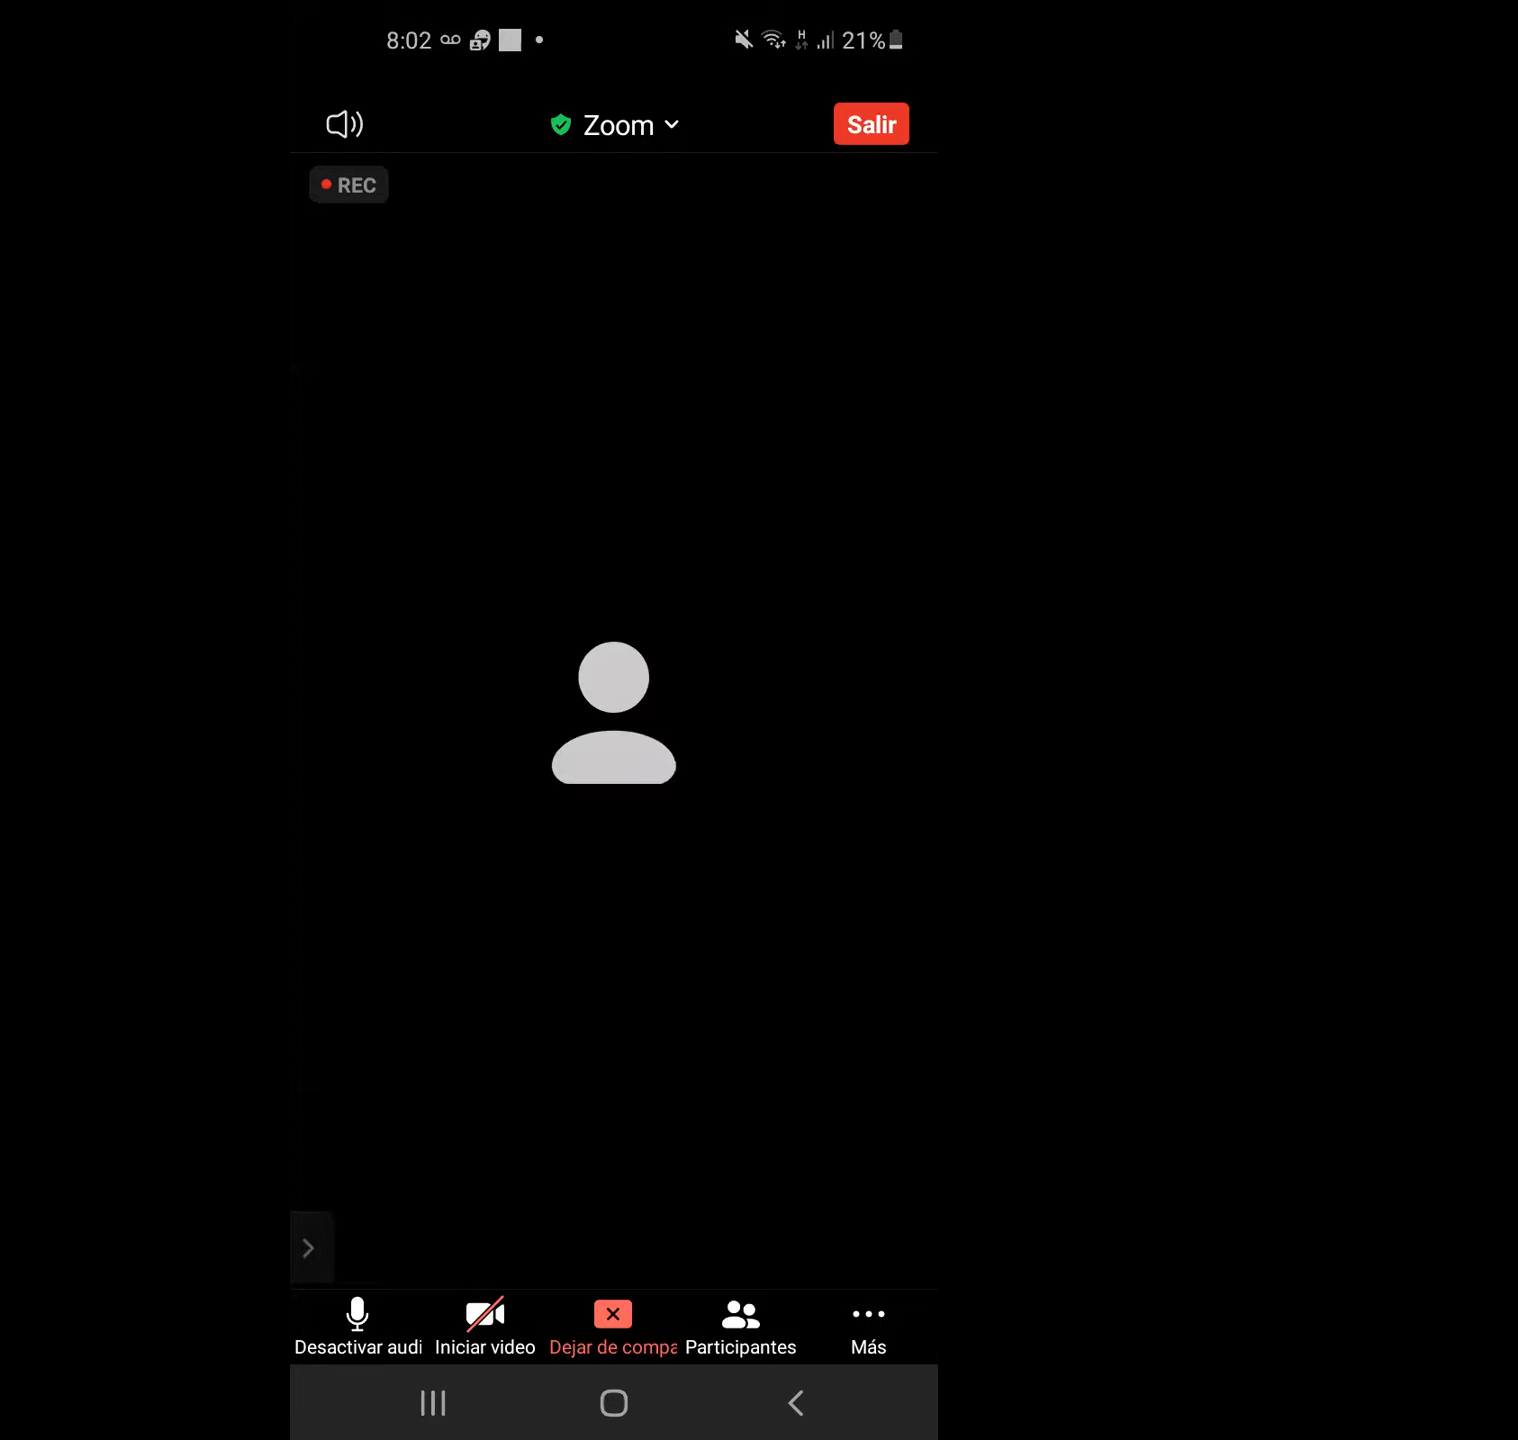 8:02
H
21%
Zoom
Salir
REC
Desactivar audi
Iniciar video
Dejar de compa
Participantes
Más